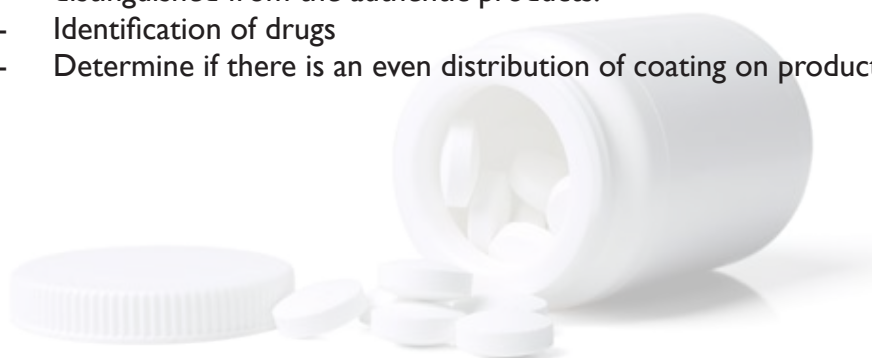 - Identification of drugs
- Determine if there is an even distribution of coating on product